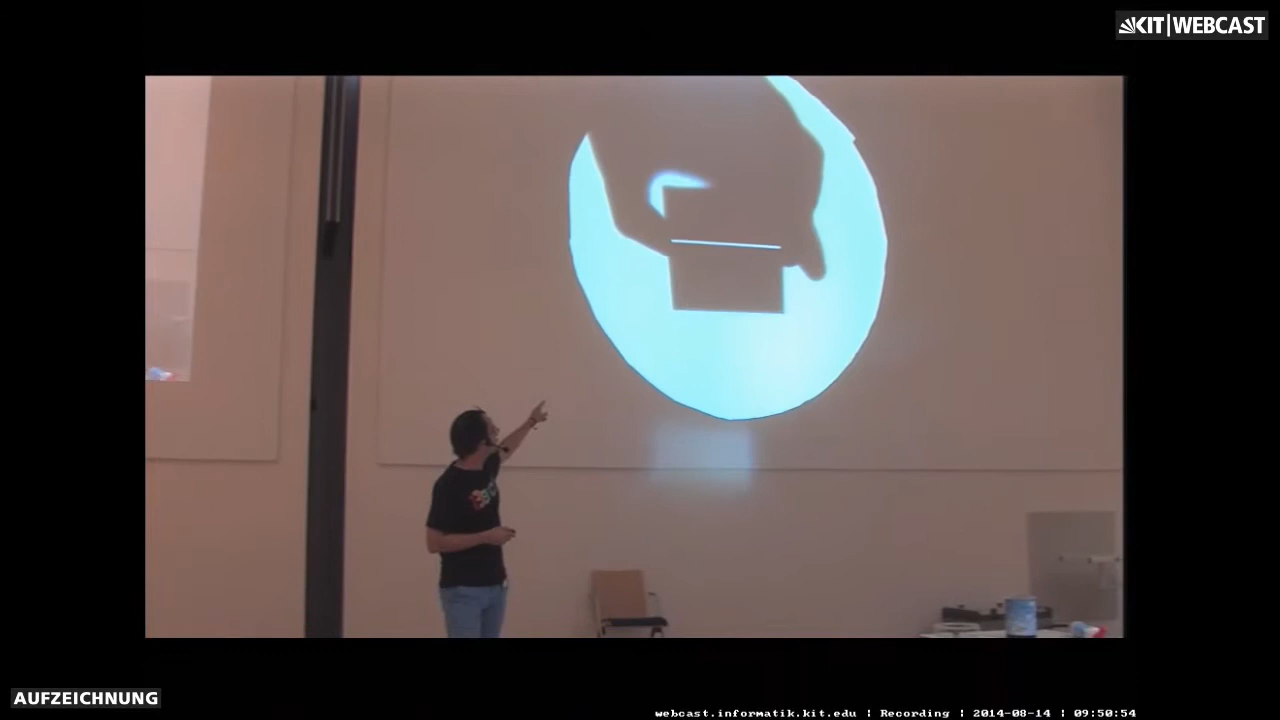 KIT|WEBCAST
AUFZEICHNUNG
webcast.informatik.kit.edu | Recording | 2014-08-14 | 09:50:54